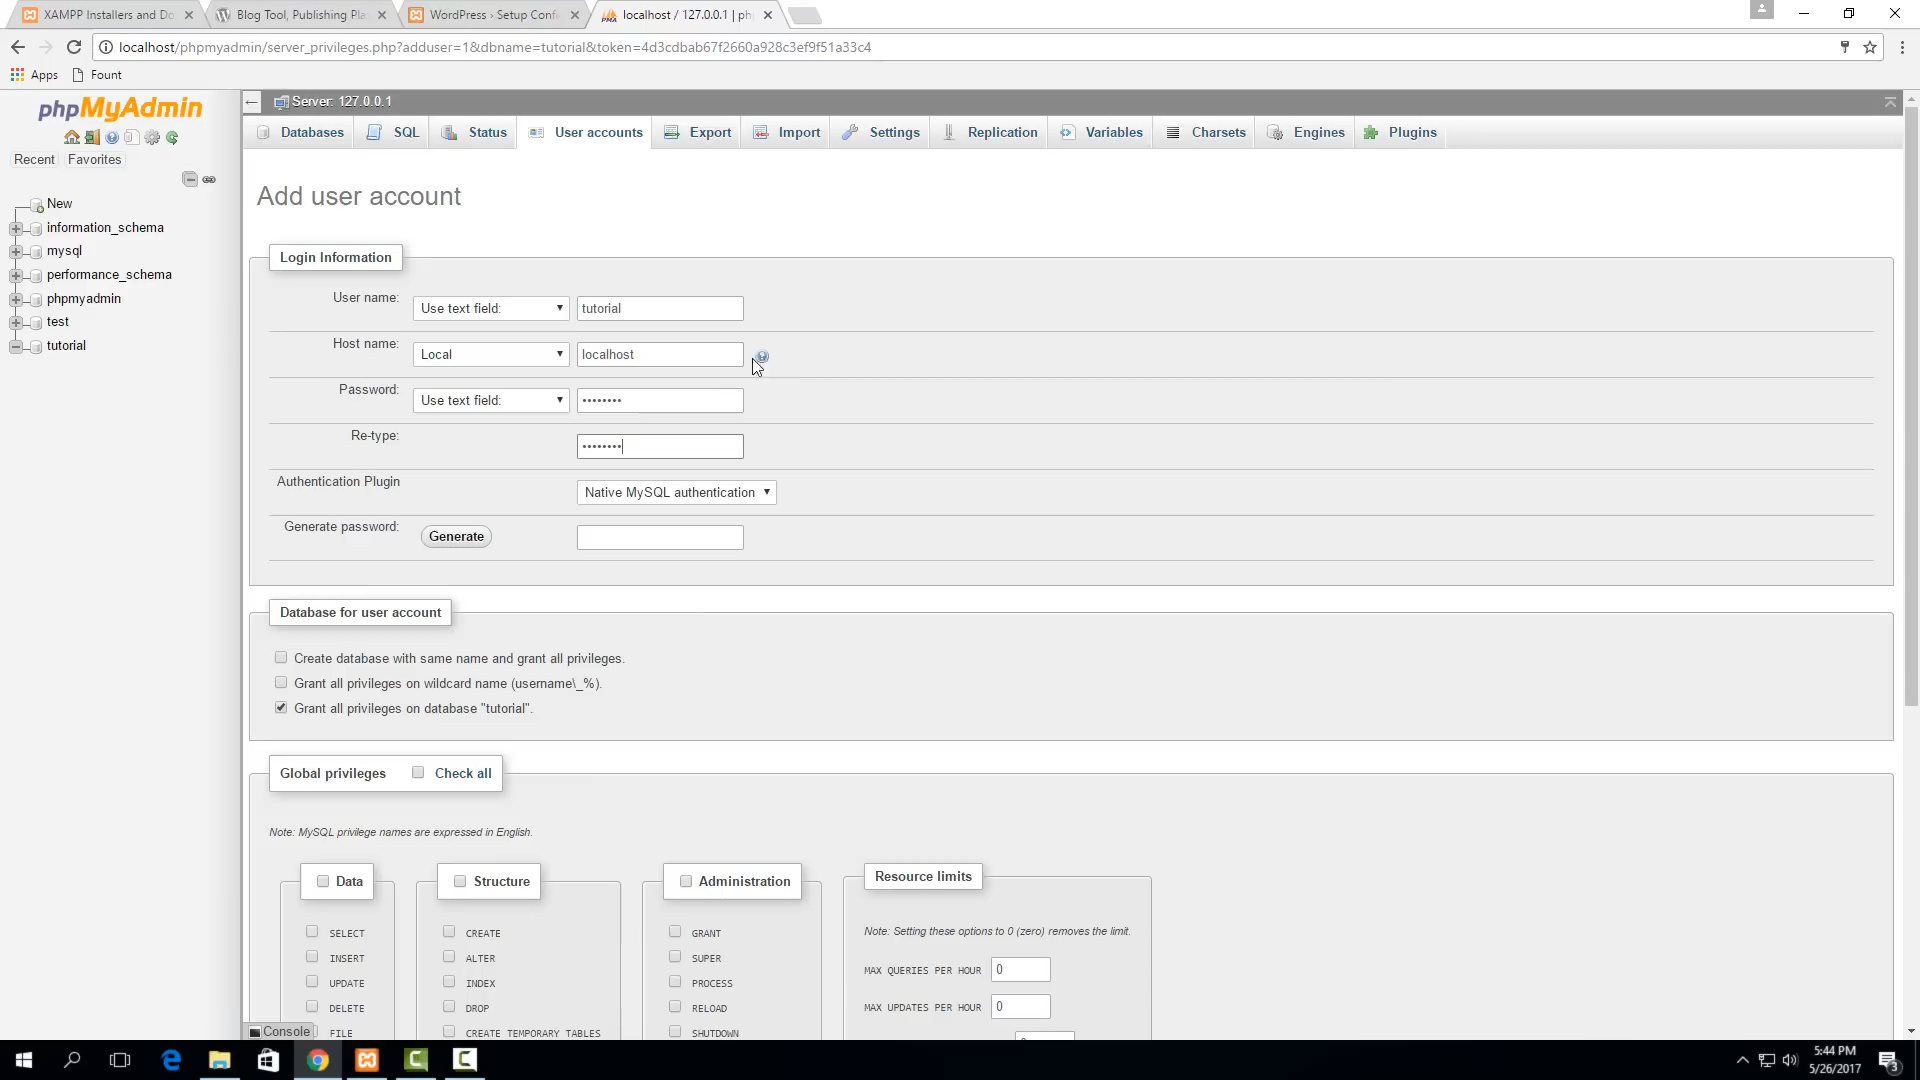 XAMPP Installers and Do
Blog Tool, Publishing Pla
WordPress › Setup Confi
localhost / 127.0.0.1 | ph
localhost/phpmyadmin/server_privileges.php?adduser=1&dbname=tutorial&token=4d3cdbab67f2660a928c3ef9f51a33c4
Apps
Fount
phpMyAdmin
Recent
Favorites
New
information_schema
mysql
performance_schema
phpmyadmin
test
tutorial
Server: 127.0.0.1
Databases
SQL
Status
User accounts
Export
Import
Settings
Replication
Variables
Charsets
Engines
Plugins
Add user account
Login Information
User name:
Use text field:
tutorial
Host name:
Local
localhost
Password:
Use text field:
••••••••
Re-type:
••••••••
Authentication Plugin
Native MySQL authentication
Generate password:
Generate
Database for user account
Create database with same name and grant all privileges.
Grant all privileges on wildcard name (username\_%).
Grant all privileges on database "tutorial".
Global privileges
Check all
Note: MySQL privilege names are expressed in English.
Data
SELECT
INSERT
UPDATE
DELETE
FILE
Structure
CREATE
ALTER
INDEX
DROP
CREATE TEMPORARY TABLES
Administration
GRANT
SUPER
PROCESS
RELOAD
SHUTDOWN
Resource limits
Note: Setting these options to 0 (zero) removes the limit.
MAX QUERIES PER HOUR
0
MAX UPDATES PER HOUR
0
Console
5:44 PM
5/26/2017
3